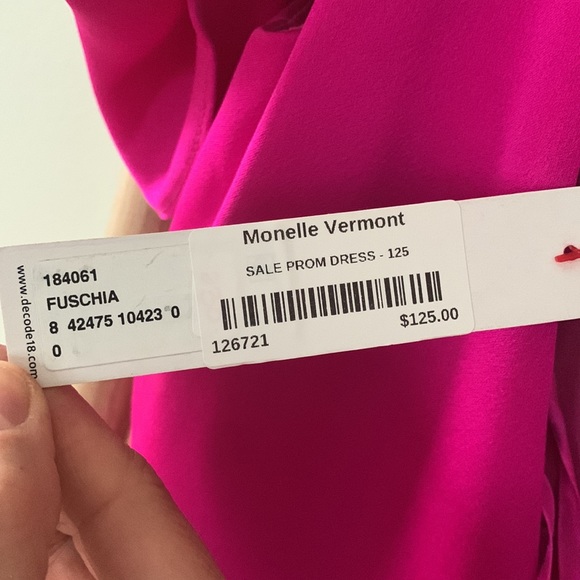 www.decode18.com
184061
FUSCHIA
8 42475 10423 0
0
Monelle Vermont
SALE PROM DRESS - 125
126721
$125.00